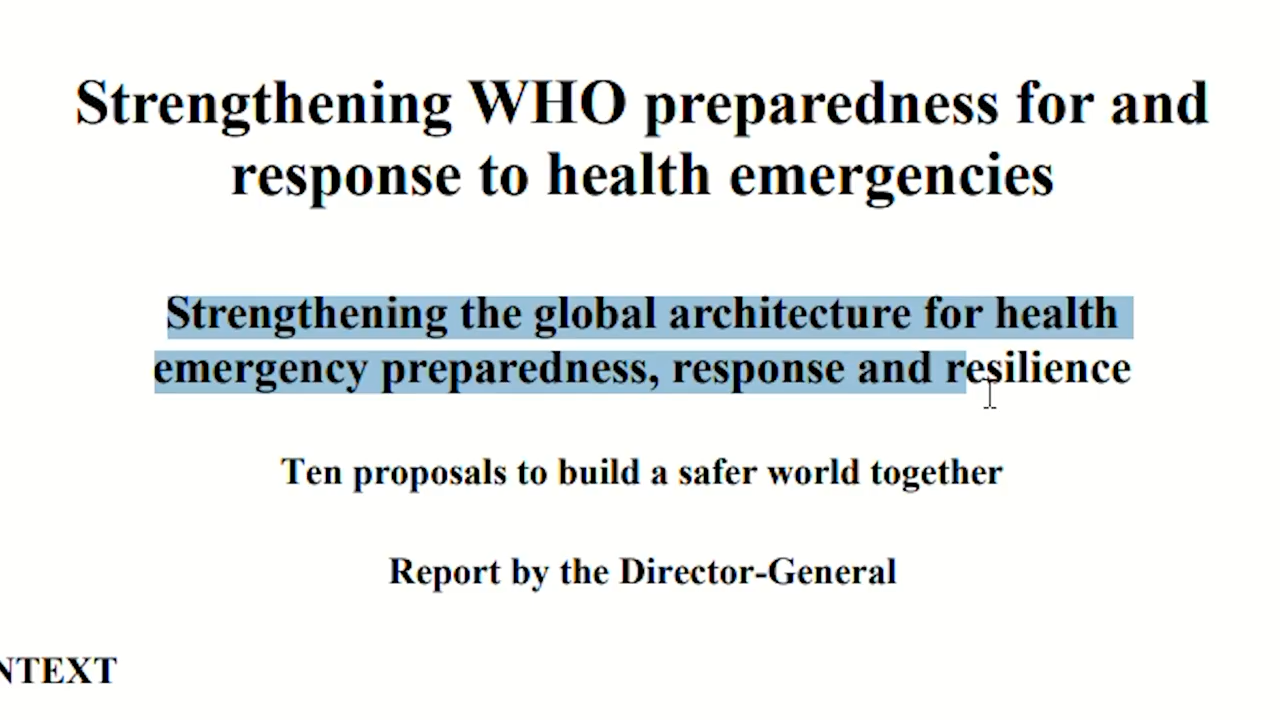 Strengthening WHO preparedness for and
response to health emergencies
Strengthening the global architecture for health
emergency preparedness, response and resilience
Ten proposals to build a safer world together
Report by the Director-General
NTEXT